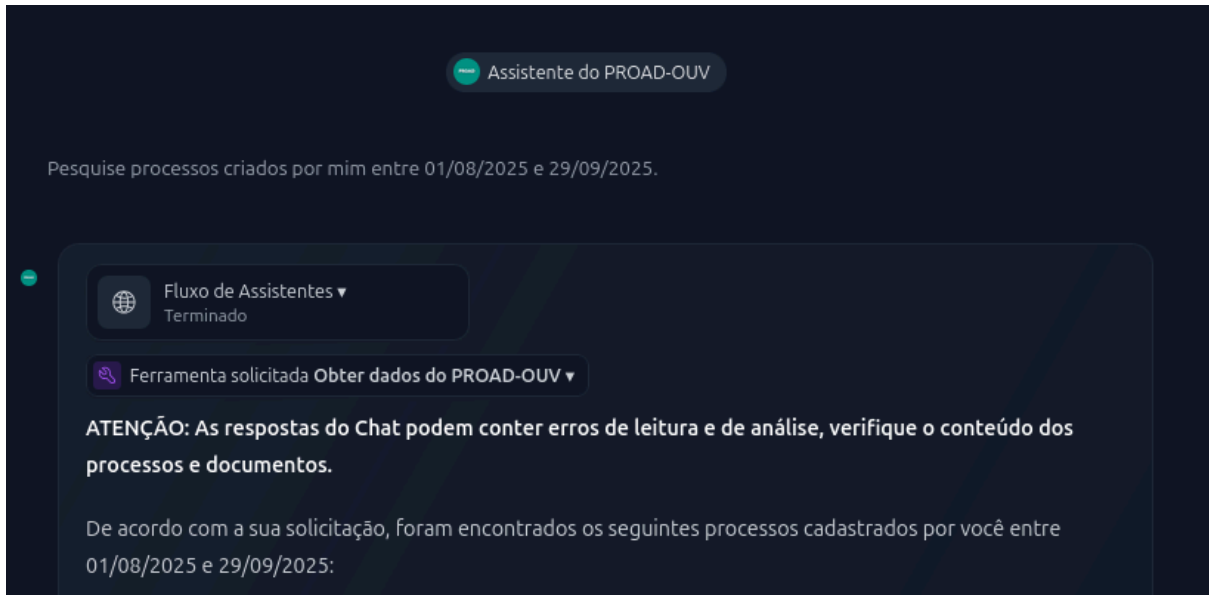 Assistente do PROAD-OUV
Pesquise processos criados por mim entre 01/08/2025 e 29/09/2025.
Fluxo de Assistentes ▾
Terminado
Ferramenta solicitada Obter dados do PROAD-OUV ▾
ATENÇÃO: As respostas do Chat podem conter erros de leitura e de análise, verifique o conteúdo dos
processos e documentos.
De acordo com a sua solicitação, foram encontrados os seguintes processos cadastrados por você entre
01/08/2025 e 29/09/2025: